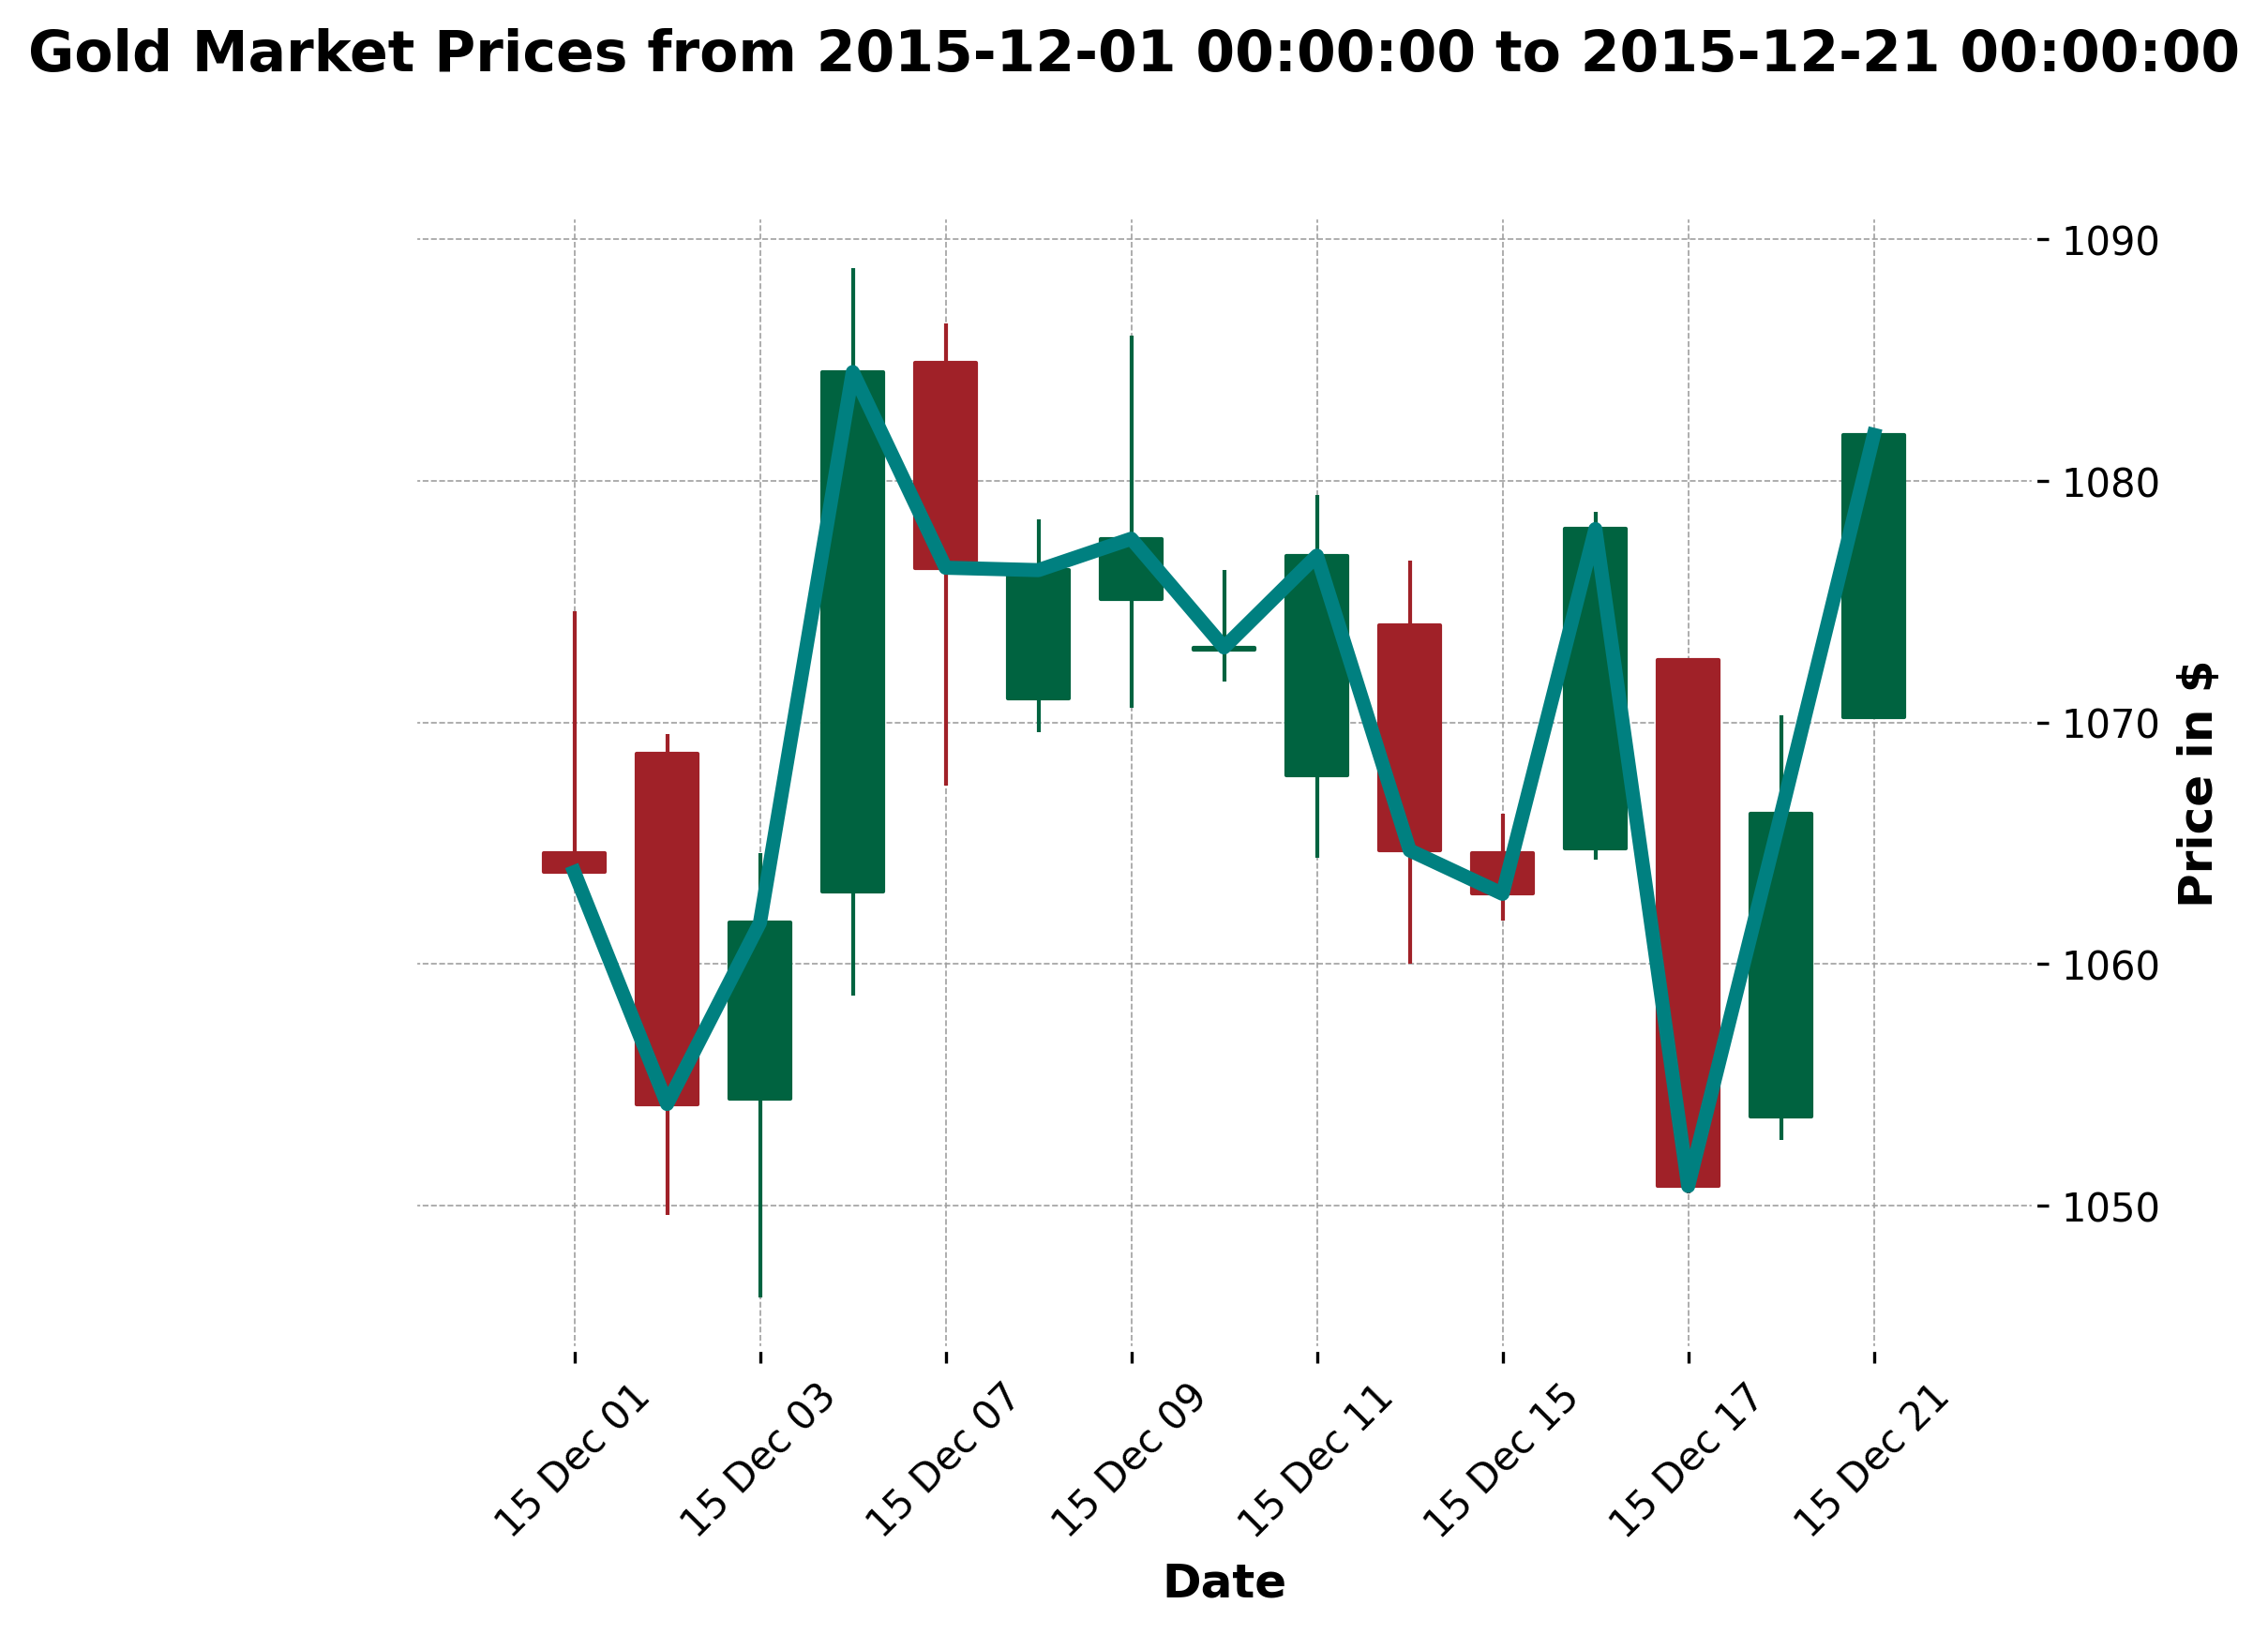 Gold Market Prices from 2015-12-01 00:00:00 to 2015-12-21 00:00:00
1090
1080
1070
1060
1050
Price in $
15 Dec 01
15 Dec 03
15 Dec 07
15 Dec 09
15 Dec 11
15 Dec 15
15 Dec 17
15 Dec 21
Date